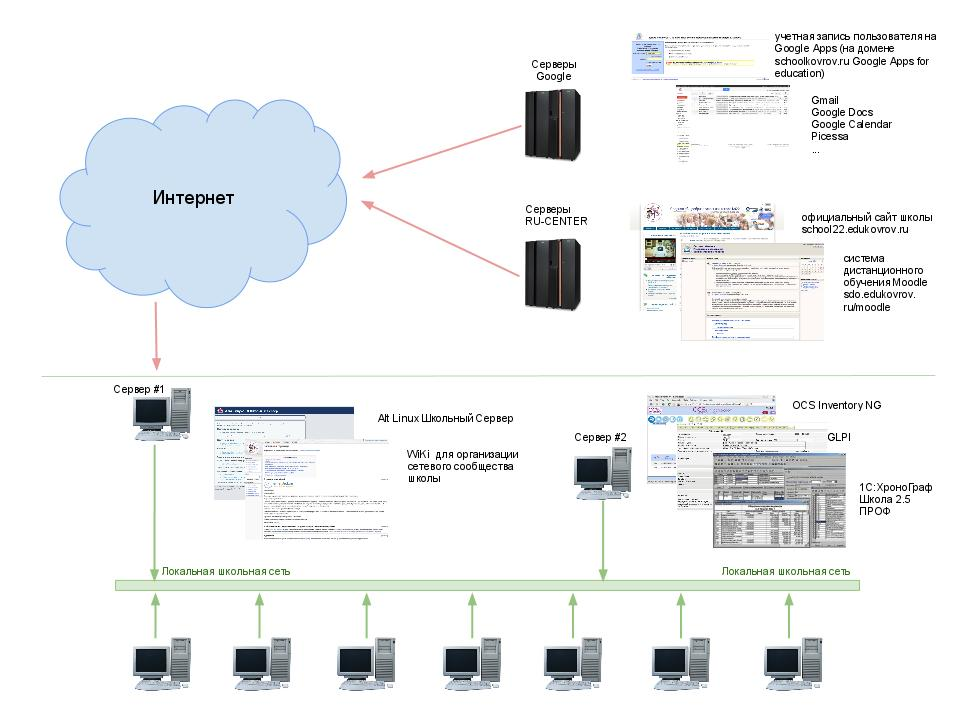 учетная запись пользователя на
Google Apps (на домене
schoolkovrov.ru Google Apps for
education)
Серверы
Google
Gmail
Google Docs
Google Calendar
Picessa
...
Интернет
Серверы
RU-CENTER
официальный сайт школы
school22.edukovrov.ru
система
дистанционного
обучения Moodle
sdo.edukovrov.
ru/moodle
Сервер #1
Alt Linux Школьный Сервер
WiKi для организации
сетевого сообщества
школы
Сервер #2
OCS Inventory NG
GLPI
1С:ХроноГраф
Школа 2.5
ПРОФ
Локальная школьная сеть
Локальная школьная сеть